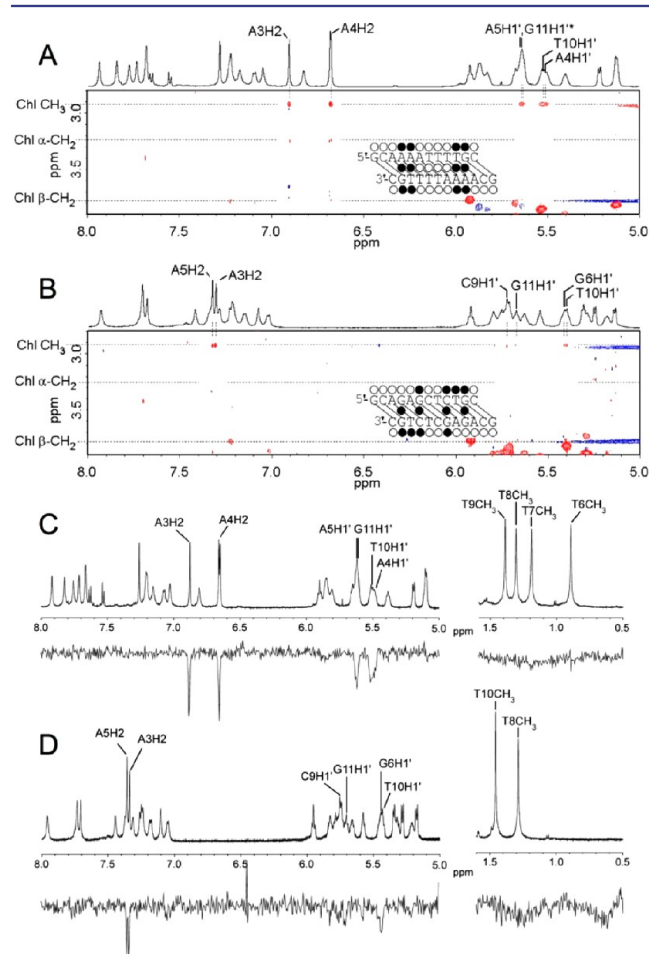 A
A3H2
A4H2
A5H1',G11H1'*
T10H1'
A4H1'
Chl CH3
3.0
Chl α-CH2
ppm
3.5
5'-GCAAAATTTTGC
3'-CGTTTTAAAACG
Chl β-CH2
8.0 7.5 7.0 6.5 6.0 5.5 5.0
ppm
B
A5H2
A3H2
C9H1'
G11H1'
G6H1'
T10H1'
Chl CH3
3.0
Chl α-CH2
ppm
3.5
5'-GCAGAGCTCTGC
3'-CGTCTCGAGACG
Chl β-CH2
8.0 7.5 7.0 6.5 6.0 5.5 5.0
ppm
C
A3H2
A4H2
A5H1' G11H1'
T10H1'
A4H1'
T9CH3
T8CH3
T7CH3
T6CH3
8.0 7.5 7.0 6.5 6.0 5.5 5.0
ppm
1.5 1.0 0.5
ppm
D
A5H2
A3H2
C9H1'
G11H1'
G6H1'
T10H1'
T10CH3
T8CH3
8.0 7.5 7.0 6.5 6.0 5.5 5.0
ppm
1.5 1.0 0.5
ppm